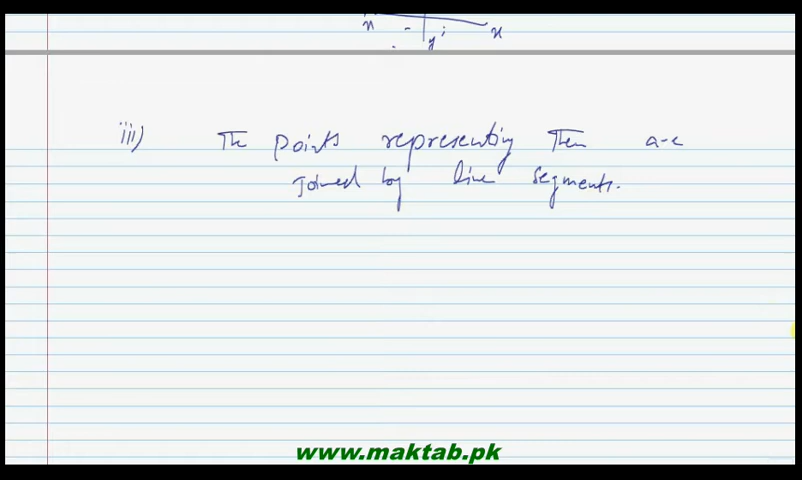 x
y'
x
iii) The points representing them are
joined by line segments.
www.maktab.pk